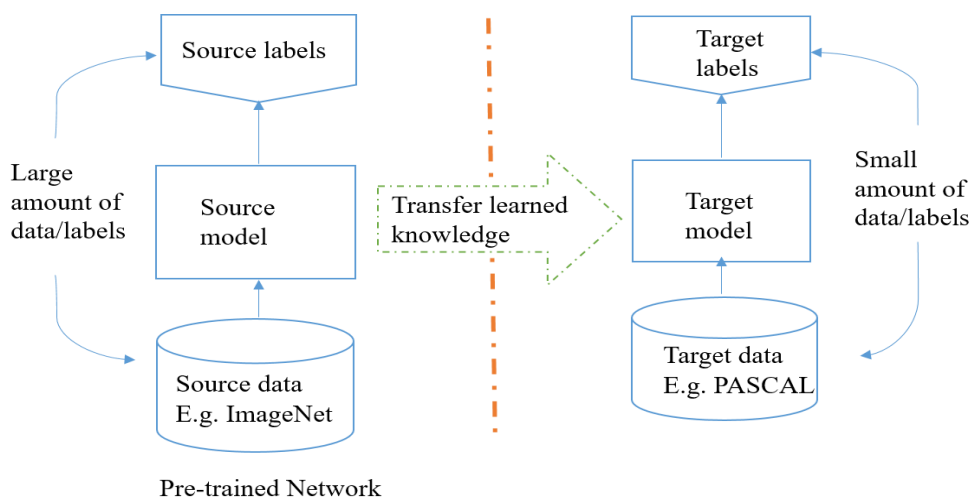 Source labels
Large
amount of
data/labels
Source
model
Source data
E.g. ImageNet
Pre-trained Network
Transfer learned
knowledge
Target
labels
Target
model
Target data
E.g. PASCAL
Small
amount of
data/labels